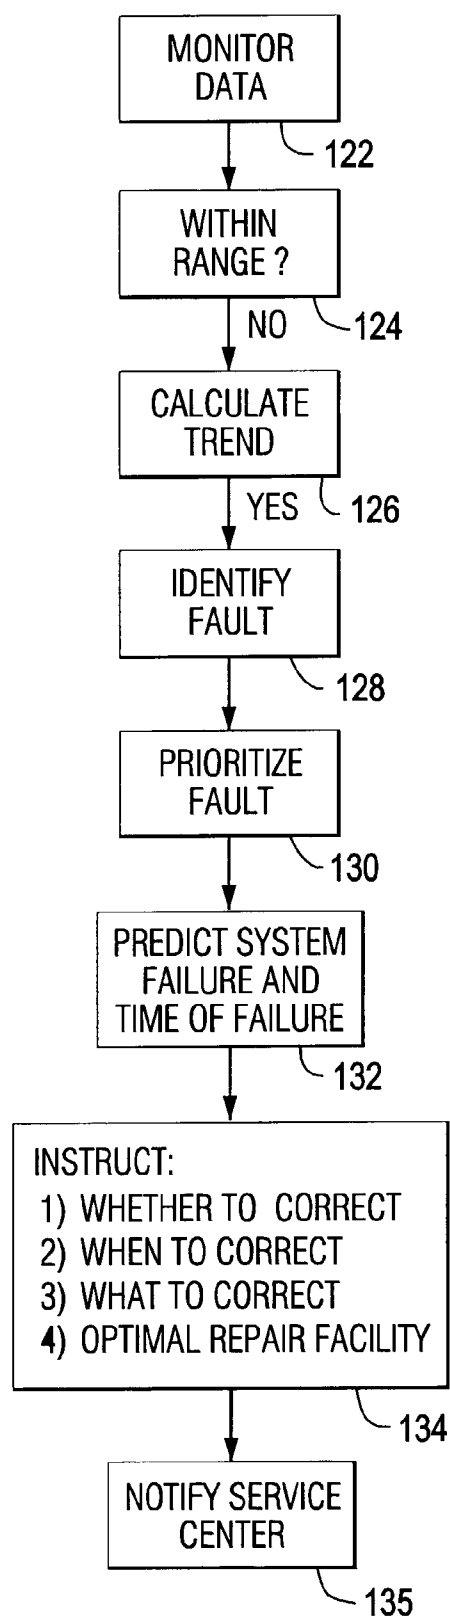 MONITOR
DATA
122
WITHIN
RANGE ?
124
NO
CALCULATE
TREND
126
YES
IDENTIFY
FAULT
128
PRIORITIZE
FAULT
130
PREDICT SYSTEM
FAILURE AND
TIME OF FAILURE
132
INSTRUCT:
1) WHETHER TO CORRECT
2) WHEN TO CORRECT
3) WHAT TO CORRECT
4) OPTIMAL REPAIR FACILITY
134
NOTIFY SERVICE
CENTER
135